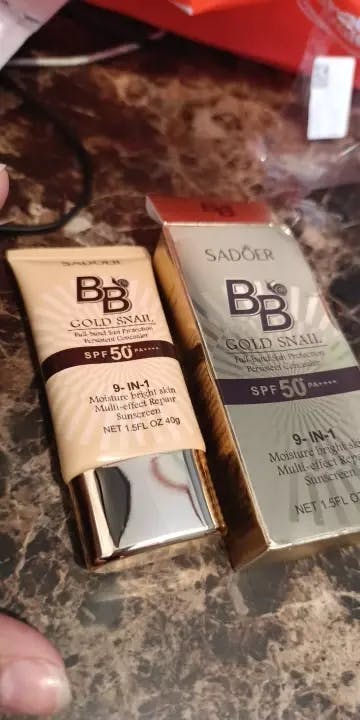 SADOER
BB
GOLD SNAIL
Full-band Sun Protection
Persistent Concealer
SPF 50+ PA++++
9-IN-1
Moisture bright skin
Multi-effect Repair
Sunscreen
NET 1.5FL OZ 40g
BB
SADOER
BB
GOLD SNAIL
Full-band Sun Protection
Persistent Concealer
SPF 50+ PA++++
9-IN-1
Moisture bright
Multi-effect Repair
Sunscreen
NET 1.5FL